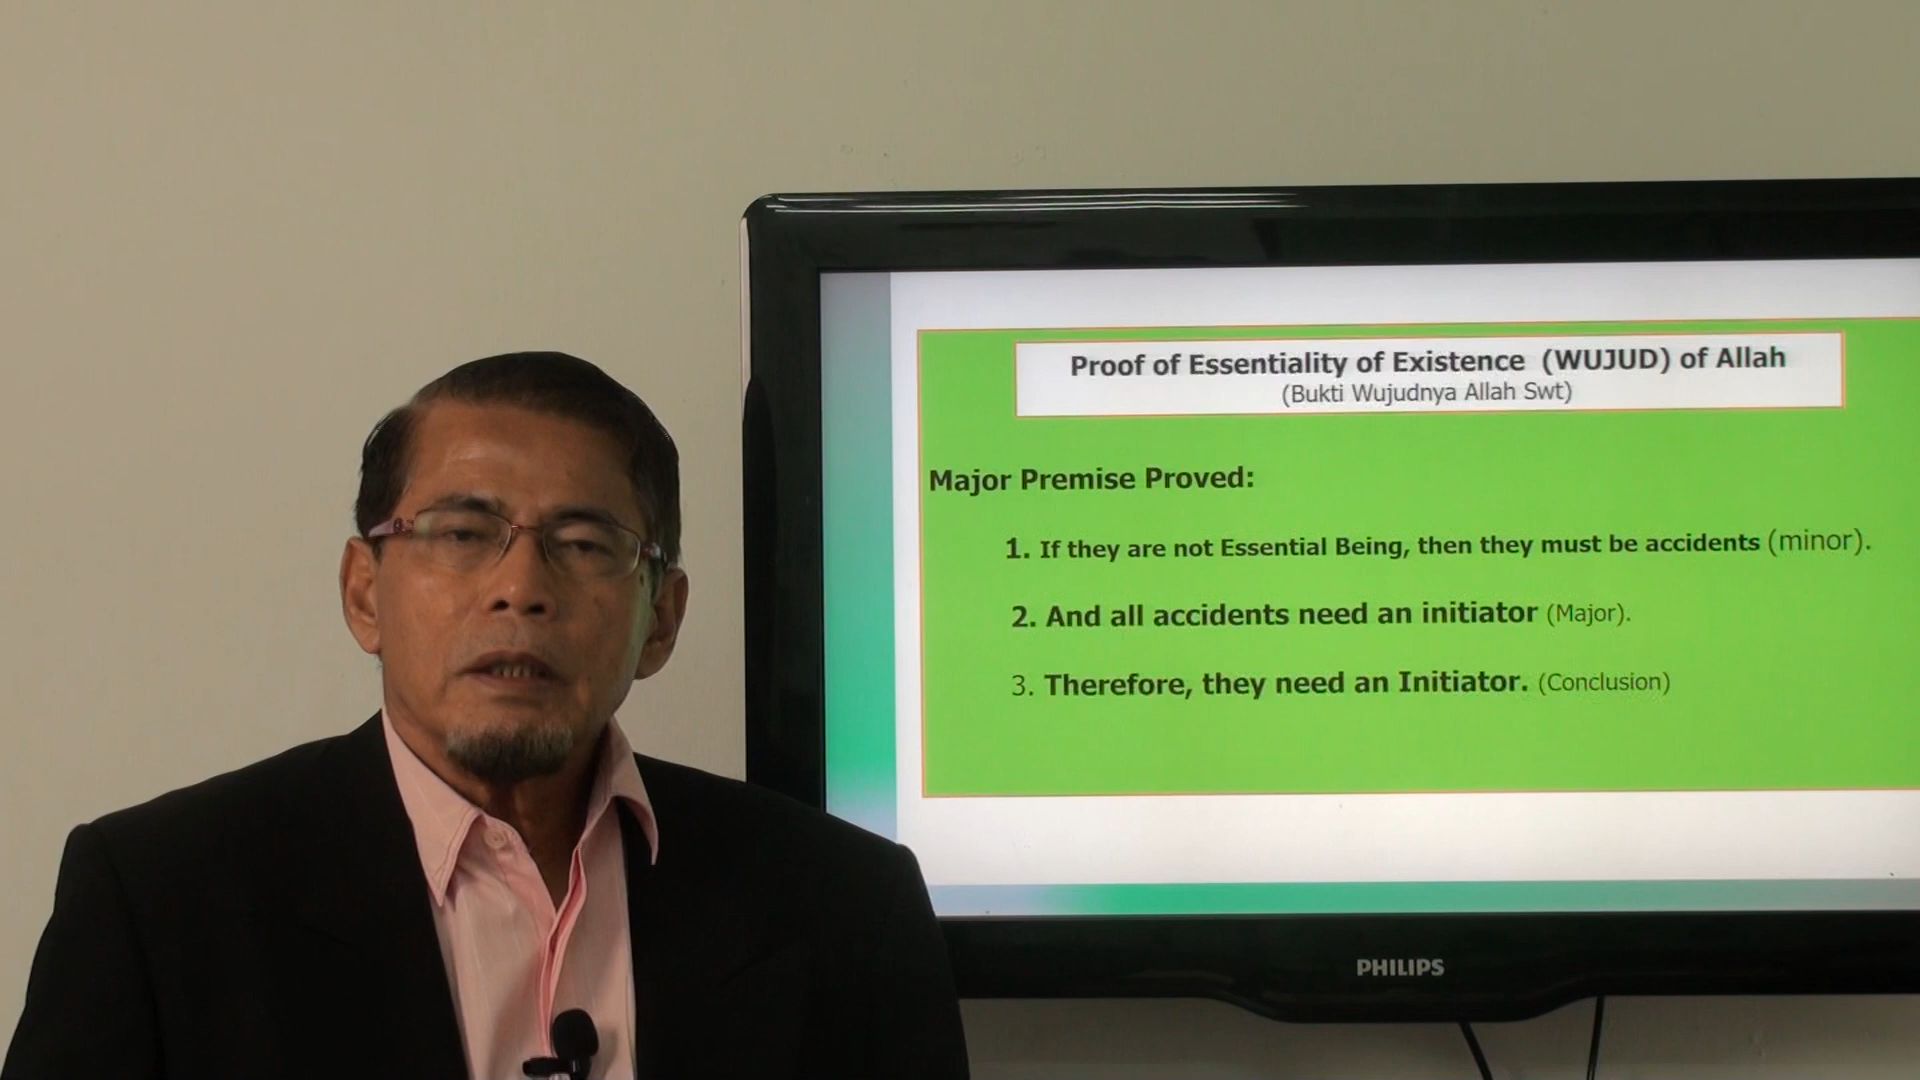 Proof of Essentiality of Existence (WUJUD) of Allah
(Bukti Wujudnya Allah Swt)
Major Premise Proved:
1. If they are not Essential Being, then they must be accidents (minor).
2. And all accidents need an initiator (Major).
3. Therefore, they need an Initiator. (Conclusion)
PHILIPS